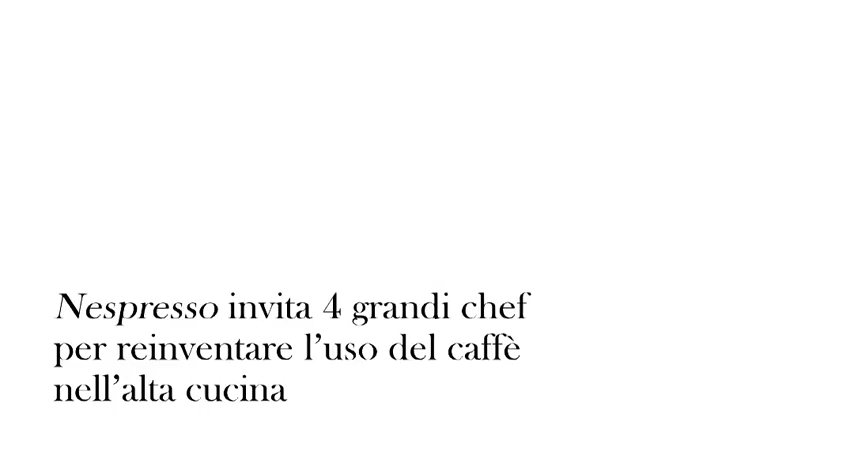 Nespresso invita 4 grandi chef
per reinventare l’uso del caffè
nell’alta cucina